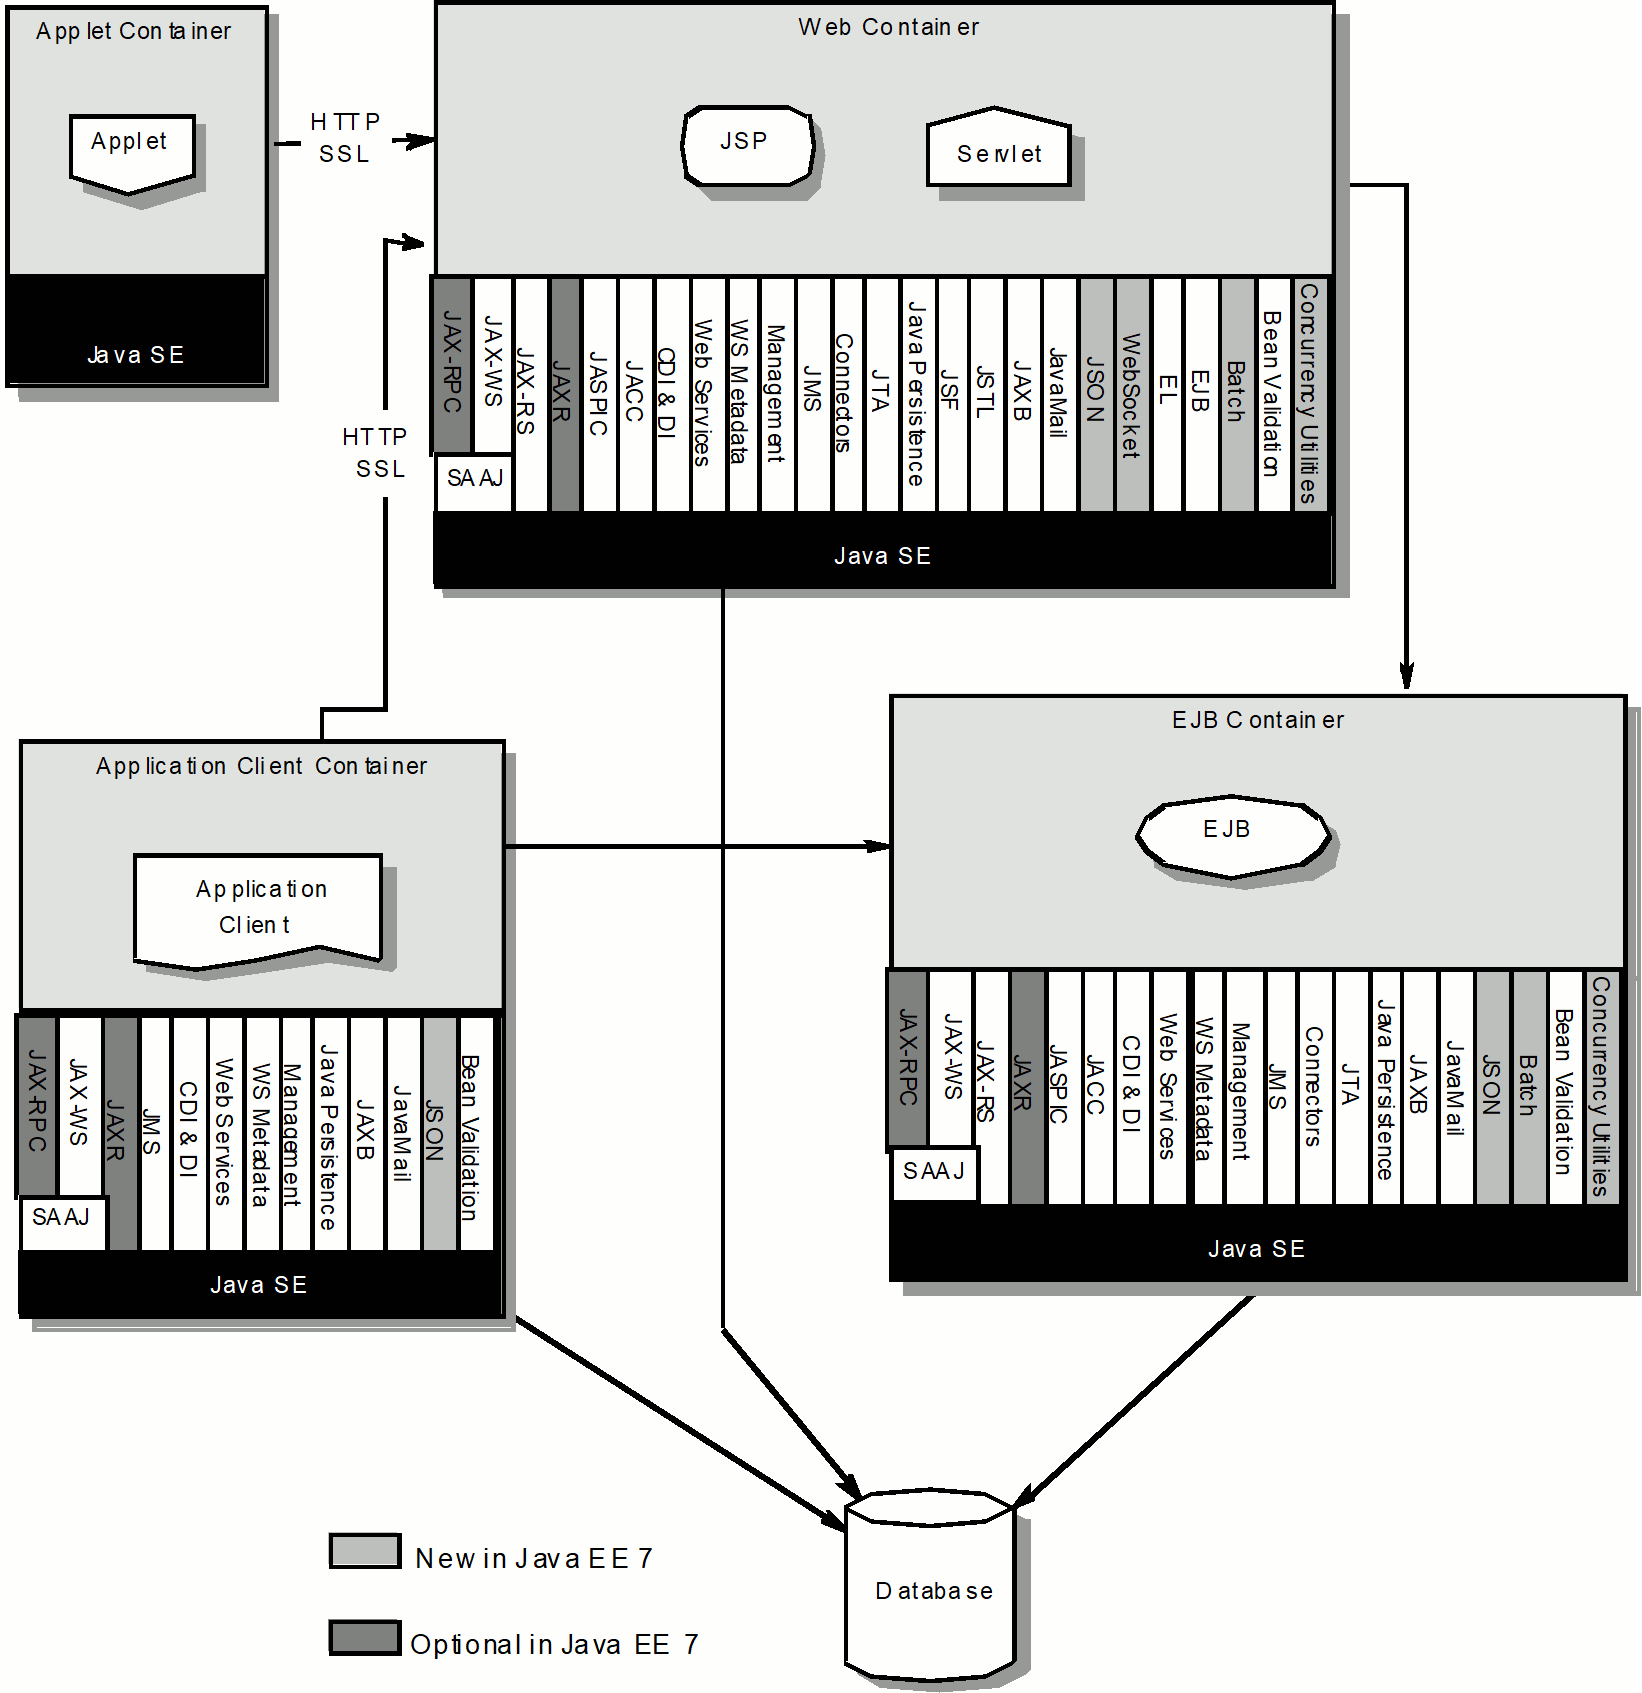 Applet Container
Applet
Java SE
HTTP
SSL
Web Container
JSP
Servlet
JAX-RPC
JAX-WS
SAAJ
JAX-RS
JAXR
JASPIC
JACC
CDI & DI
Web Services
WS Metadata
Management
JMS
Connectors
JTA
Java Persistence
JSF
JSTL
JAXB
JavaMail
JSON
WebSocket
EL
EJB
Batch
Bean Validation
Concurrency Utilities
Java SE
HTTP
SSL
Application Client Container
Application
Client
JAX-RPC
JAX-WS
SAAJ
JAXR
JMS
CDI & DI
Web Services
WS Metadata
Management
Java Persistence
JAXB
JavaMail
JSON
Bean Validation
Java SE
EJB Container
EJB
JAX-RPC
JAX-WS
SAAJ
JAX-RS
JAXR
JASPIC
JACC
CDI & DI
Web Services
WS Metadata
Management
JMS
Connectors
JTA
Java Persistence
JAXB
JavaMail
JSON
Batch
Bean Validation
Concurrency Utilities
Java SE
Database
New in Java EE 7
Optional in Java EE 7